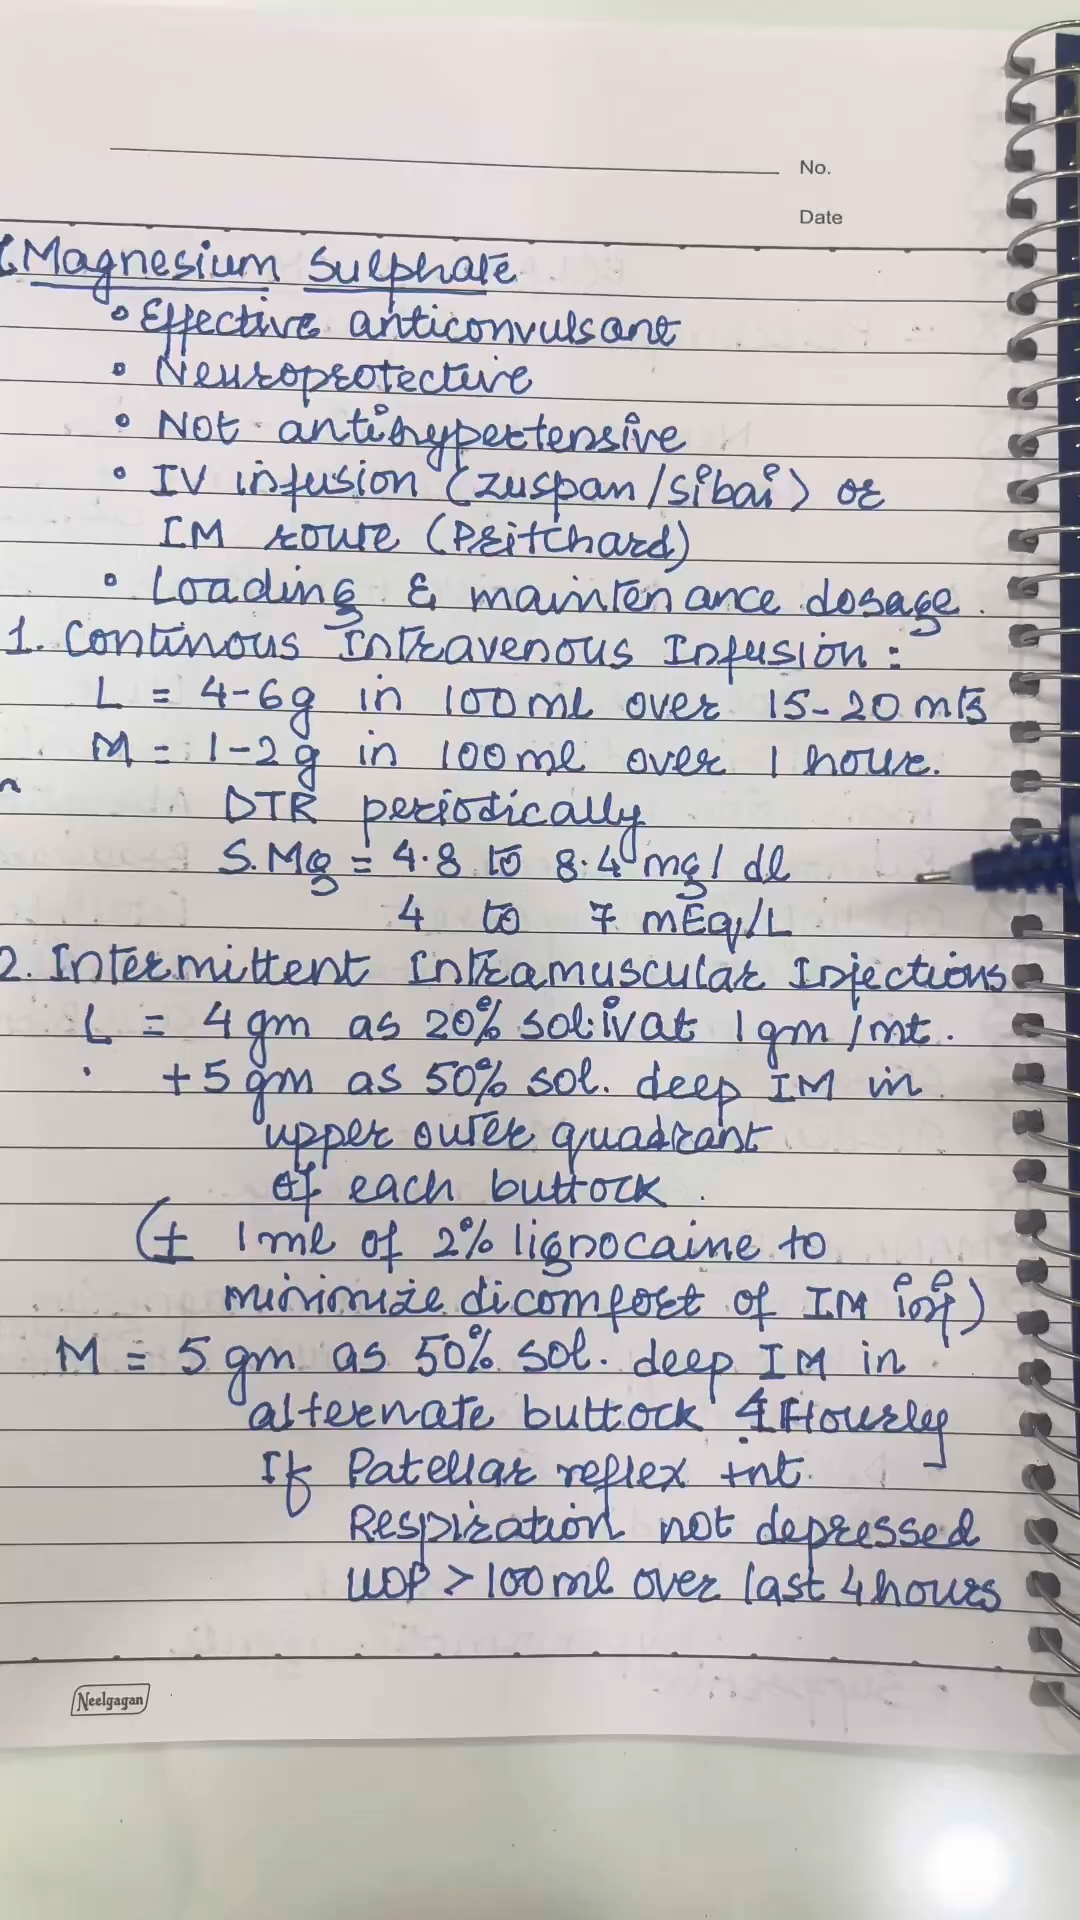 No.
Date
Magnesium Sulphate
• Effective anticonvulsant
• Neuroprotective
• Not antihypertensive
• IV infusion (Zuspan/Sibai) or
IM route (Pritchard)
• Loading & maintenance dosage.
1. Continous Intravenous Infusion:
L = 4-6g in 100ml over 15-20 mts
M = 1-2g in 100ml over 1 hour.
DTR periodically
S.Mg = 4.8 to 8.4 mg/dl
4 to 7 mEq/L
2. Intermittent Intramuscular Injections
L = 4 gm as 20% sol. iv at 1 gm/mt.
+5 gm as 50% sol. deep IM in
upper outer quadrant
of each buttock.
(± 1ml of 2% lignocaine to
minimize dicomfort of IM inj)
M = 5 gm as 50% sol. deep IM in
alternate buttock 4 Hourly
If Patellar reflex +nt.
Respiration not depressed
UOP > 100ml over last 4 hours
Neelgagan